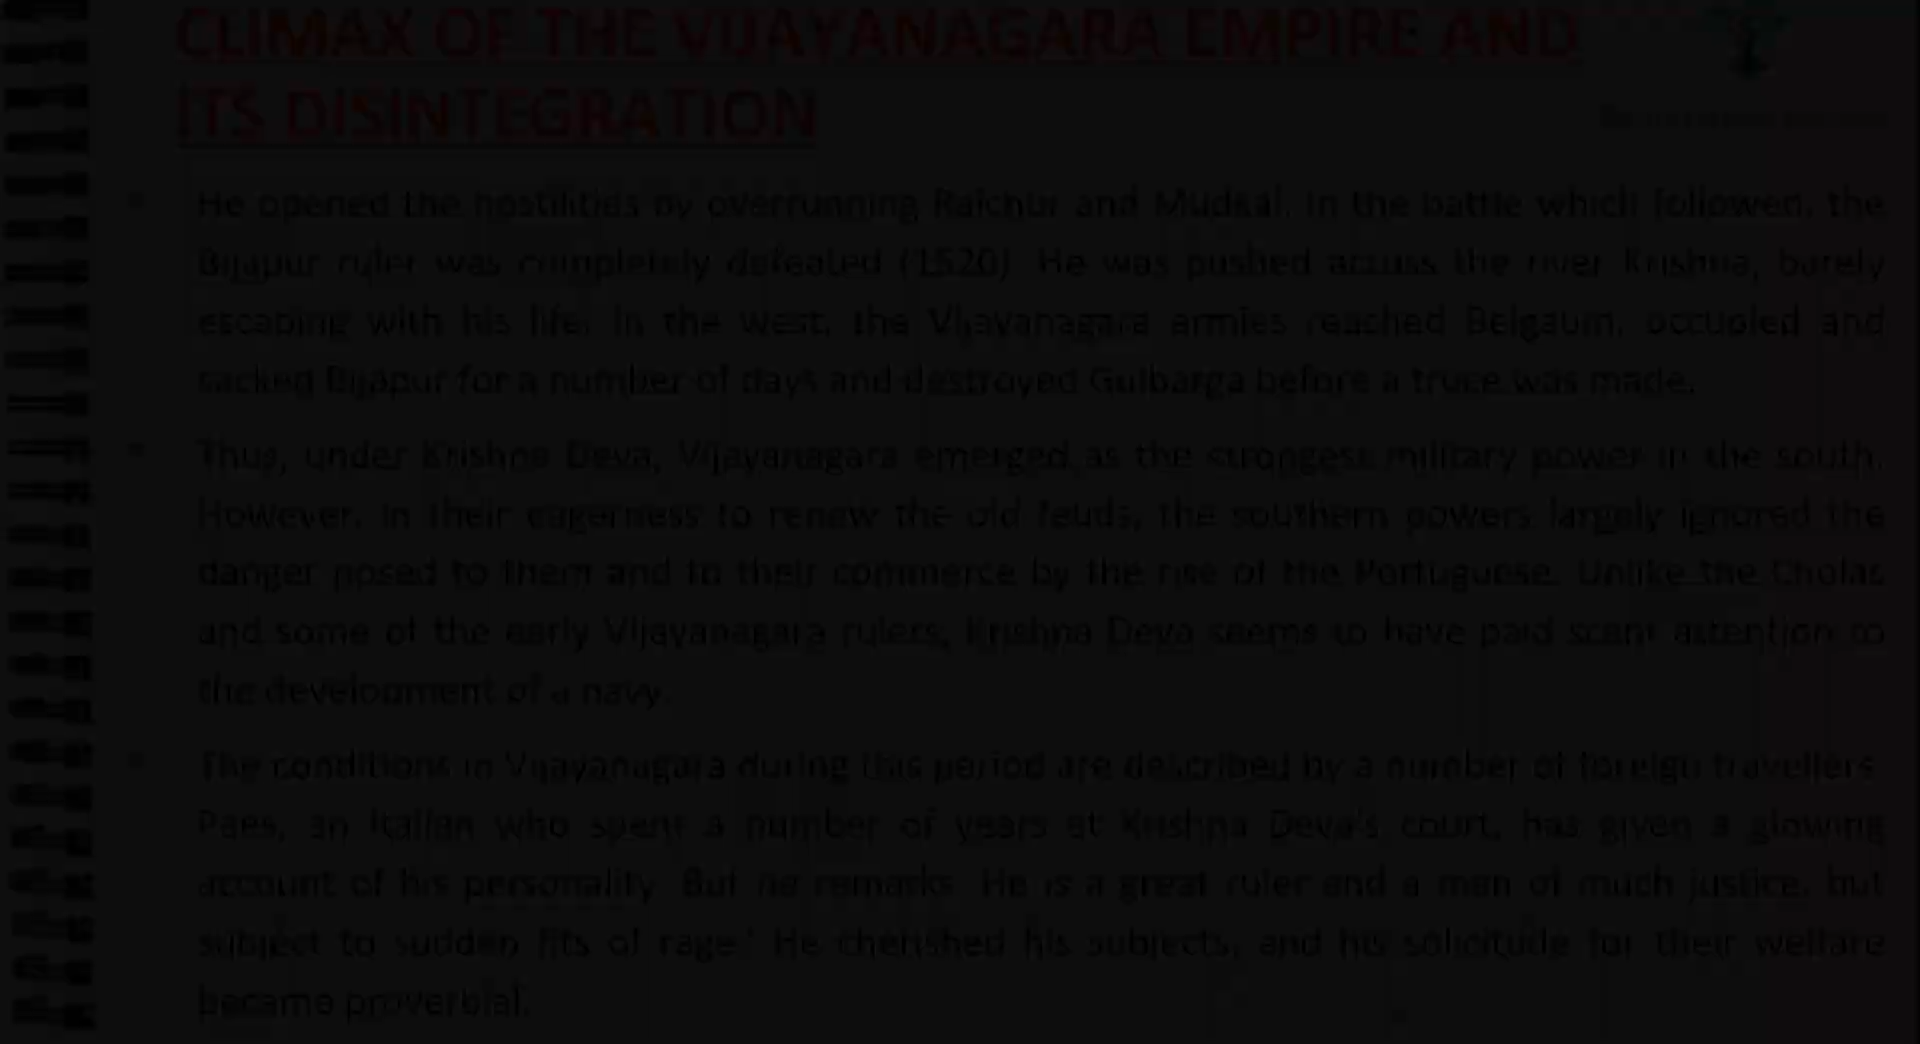 CLIMAX OF THE VIJAYANAGARA EMPIRE AND
ITS DISINTEGRATION
He opened the hostilities by overrunning Raichur and Mudkal. In the battle which followed, the
Bijapur ruler was completely defeated (1520). He was pushed across the river Krishna, barely
escaping with his life. In the west, the Vijayanagara armies reached Belgaum, occupied and
sacked Bijapur for a number of days and destroyed Gulbarga before a truce was made.
Thus, under Krishna Deva, Vijayanagara emerged as the strongest military power in the south.
However, in their eagerness to renew the old feuds, the southern powers largely ignored the
danger posed to them and to their commerce by the rise of the Portuguese. Unlike the Cholas
and some of the early Vijayanagara rulers, Krishna Deva seems to have paid scant attention to
the development of a navy.
The conditions in Vijayanagara during this period are described by a number of foreign travellers.
Paes, an Italian who spent a number of years at Krishna Deva's court, has given a glowing
account of his personality. But he remarks: 'He is a great ruler and a man of much justice, but
subject to sudden fits of rage.' He cherished his subjects, and his solicitude for their welfare
became proverbial.